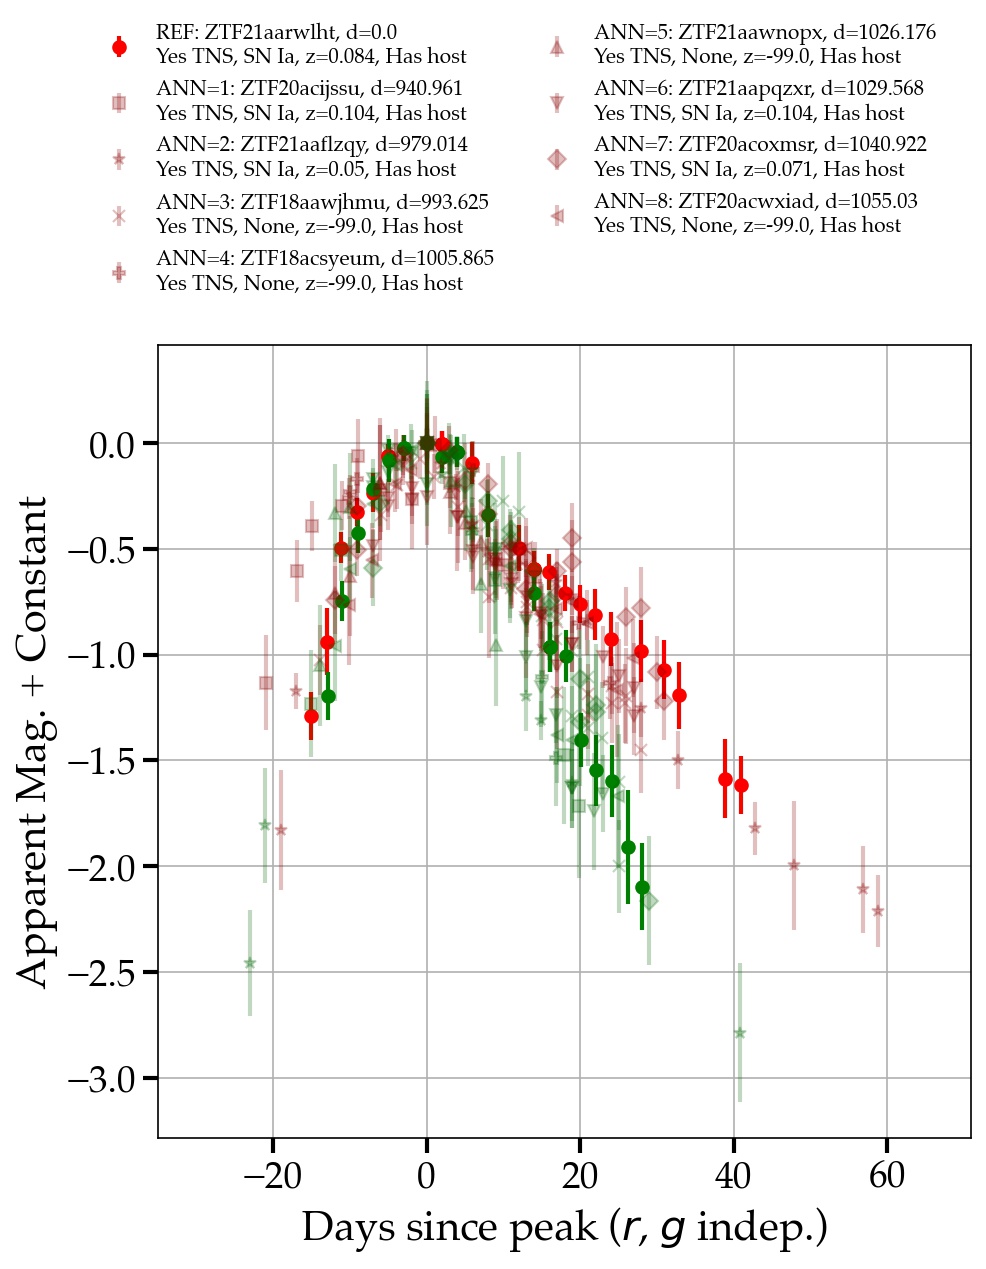 REF: ZTF21aarwlht, d=0.0
Yes TNS, SN Ia, z=0.084, Has host
ANN=1: ZTF20acijssu, d=940.961
Yes TNS, SN Ia, z=0.104, Has host
ANN=2: ZTF21aaflzqy, d=979.014
Yes TNS, SN Ia, z=0.05, Has host
ANN=3: ZTF18aawjhmu, d=993.625
Yes TNS, None, z=-99.0, Has host
ANN=4: ZTF18acsyeum, d=1005.865
Yes TNS, None, z=-99.0, Has host
ANN=5: ZTF21aawnopx, d=1026.176
Yes TNS, None, z=-99.0, Has host
ANN=6: ZTF21aapqzxr, d=1029.568
Yes TNS, SN Ia, z=0.104, Has host
ANN=7: ZTF20acoxmsr, d=1040.922
Yes TNS, SN Ia, z=0.071, Has host
ANN=8: ZTF20acwxiad, d=1055.03
Yes TNS, None, z=-99.0, Has host
Apparent Mag. + Constant
0.0
−0.5
−1.0
−1.5
−2.0
−2.5
−3.0
−20 0 20 40 60
Days since peak (r, g indep.)